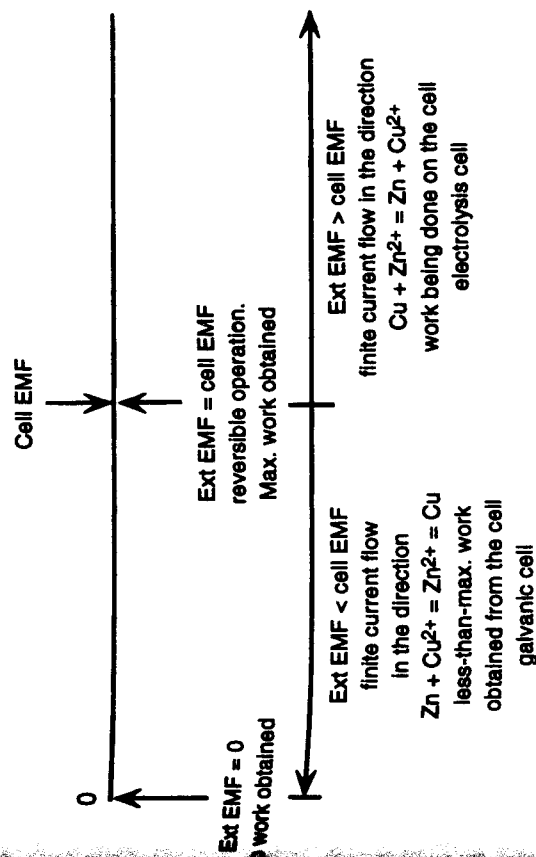 Cell EMF
0
Ext EMF = 0
work obtained
Ext EMF = cell EMF
reversible operation.
Max. work obtained
Ext EMF < cell EMF
finite current flow
in the direction
Zn + Cu²⁺ = Zn²⁺ = Cu
less-than-max. work
obtained from the cell
galvanic cell
Ext EMF > cell EMF
finite current flow in the direction
Cu + Zn²⁺ = Zn + Cu²⁺
work being done on the cell
electrolysis cell